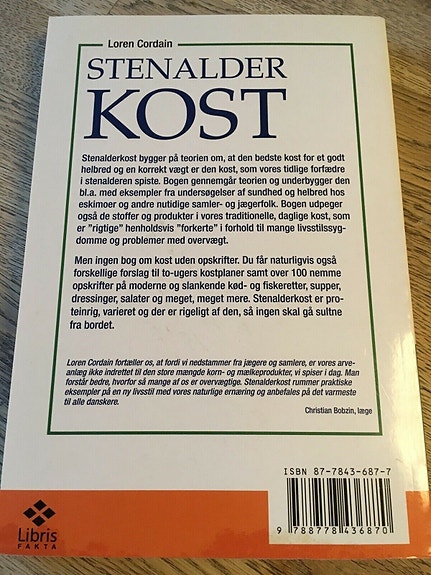 Loren Cordain
STENALDER
KOST
Stenalderkost bygger på teorien om, at den bedste kost for et godt
helbred og en korrekt vægt er den kost, som vores tidlige forfædre
i stenalderen spiste. Bogen gennemgår teorien og underbygger den
bl.a. med eksempler fra undersøgelser af sundhed og helbred hos
eskimoer og andre nutidige samler- og jægerfolk. Bogen udpeger
også de stoffer og produkter i vores traditionelle, daglige kost, som
er "rigtige" henholdsvis "forkerte" i forhold til mange livsstilssyg-
domme og problemer med overvægt.
Men ingen bog om kost uden opskrifter. Du får naturligvis også
forskellige forslag til to-ugers kostplaner samt over 100 nemme
opskrifter på moderne og slankende kød- og fiskeretter, supper,
dressinger, salater og meget, meget mere. Stenalderkost er pro-
teinrig, varieret og der er rigeligt af den, så ingen skal gå sultne
fra bordet.
Loren Cordain fortæller os, at fordi vi nedstammer fra jægere og samlere, er vores arve-
anlæg ikke indrettet til den store mængde korn- og mælkeprodukter, vi spiser i dag. Man
forstår bedre, hvorfor så mange af os er overvægtige. Stenalderkost rummer praktiske
eksempler på en ny livsstil med vores naturlige ernæring og anbefales på det varmeste
til alle danskere.
Christian Bobzin, læge
ISBN 87-7843-687-7
9 788778 436870
Libris
FAKTA